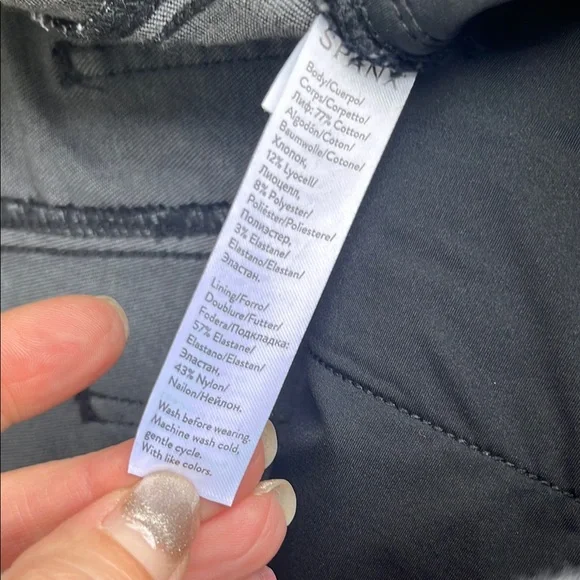 SPANX
Body/Cuerpo/
Corps/Corpetto/
Лиф: 77% Cotton/
Algodón/Coton/
Baumwolle/Cotone/
Хлопок,
12% Lyocell/
Лиоцелл,
8% Polyester/
Poliéster/Poliestere/
Полиэстер,
3% Elastane/
Elastano/Elastan/
Эластан.
Lining/Forro/
Doublure/Futter/
Fodera/Подкладка:
57% Elastane/
Elastano/Elastan/
Эластан,
43% Nylon/
Nailon/Нейлон.
Wash before wearing.
Machine wash cold,
gentle cycle.
With like colors.